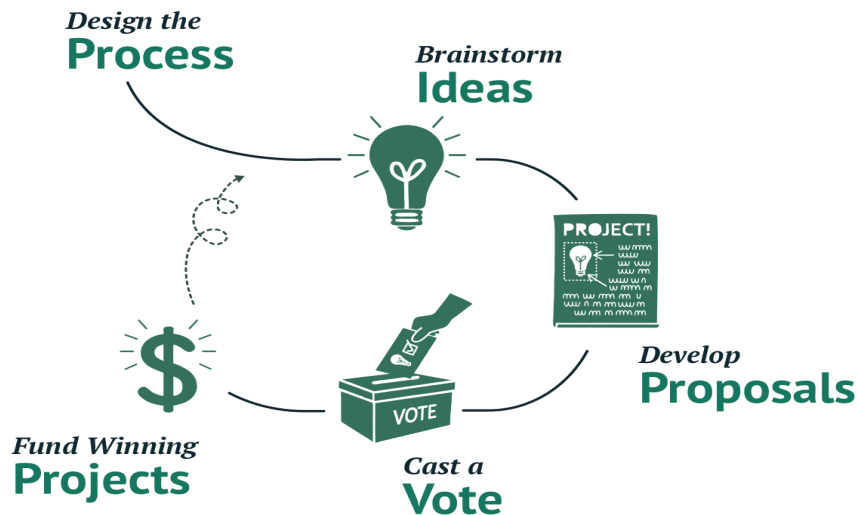 Design the
Process
Brainstorm
Ideas
PROJECT!
Develop
Proposals
VOTE
Cast a
Vote
Fund Winning
Projects